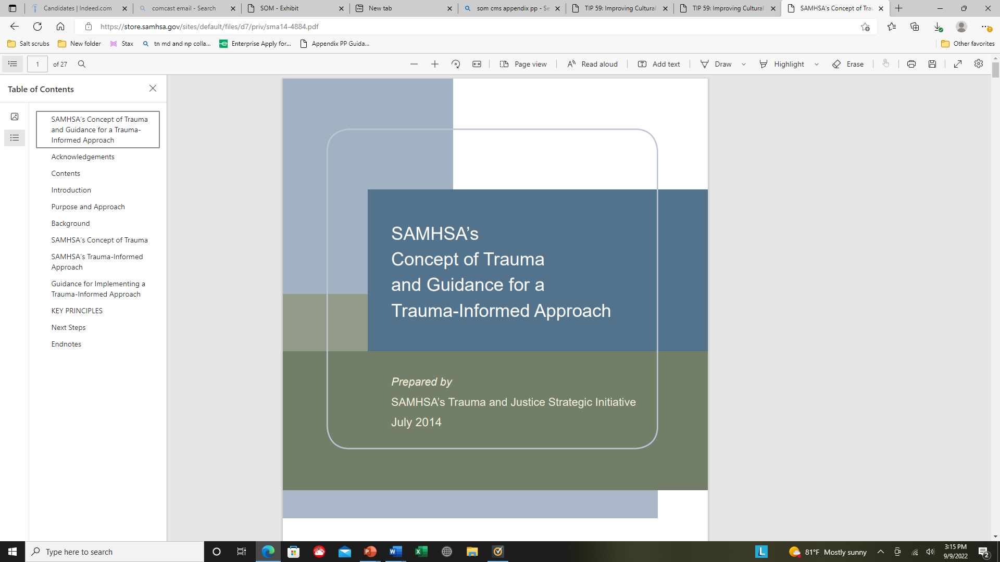 Candidates | Indeed.com
comcast email - Search
SOM - Exhibit
New tab
som cms appendix pp - Se
TIP 59: Improving Cultural
TIP 59: Improving Cultural
SAMHSA's Concept of Trau
https://store.samhsa.gov/sites/default/files/d7/priv/sma14-4884.pdf
Salt scrubs
New folder
Stax
tn md and np colla...
Enterprise Apply for...
Appendix PP Guida...
Other favorites
1 of 27
Page view
Read aloud
Add text
Draw
Highlight
Erase
Table of Contents
SAMHSA's Concept of Trauma
and Guidance for a Trauma-
Informed Approach
Acknowledgements
Contents
Introduction
Purpose and Approach
Background
SAMHSA's Concept of Trauma
SAMHSA's Trauma-Informed
Approach
Guidance for Implementing a
Trauma-Informed Approach
KEY PRINCIPLES
Next Steps
Endnotes
SAMHSA’s
Concept of Trauma
and Guidance for a
Trauma-Informed Approach
Prepared by
SAMHSA’s Trauma and Justice Strategic Initiative
July 2014
Type here to search
L
81°F Mostly sunny
3:15 PM
9/9/2022
2